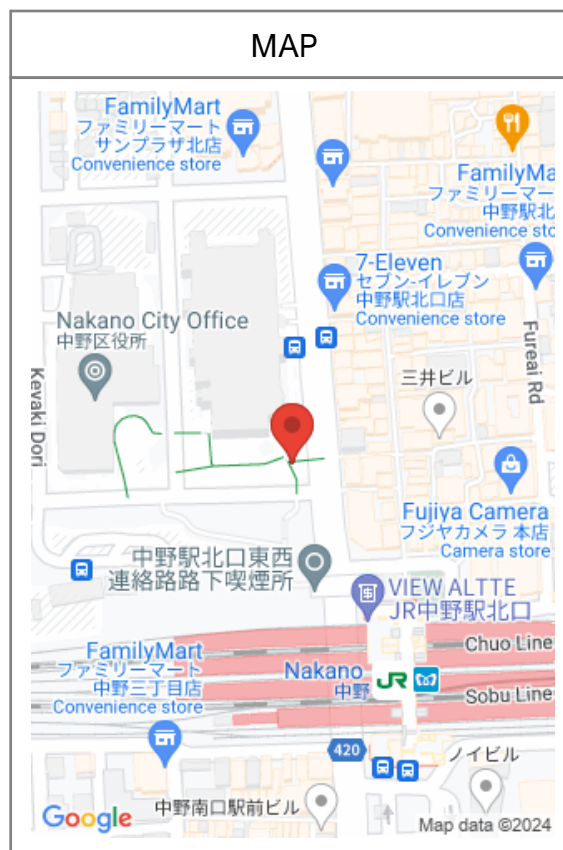 MAP
FamilyMart
ファミリーマート
サンプラザ北店
Convenience store
FamilyMa
ファミリーマー
中野駅北
Convenience sto
7-Eleven
セブン-イレブン
中野駅北口店
Convenience store
Nakano City Office
中野区役所
Kevaki Dori
Fureai Rd
三井ビル
Fujiya Camera
フジヤカメラ 本店
Camera store
中野駅北口東西
連絡路路下喫煙所
VIEW ALTTE
JR中野駅北口
Chuo Line
FamilyMart
ファミリーマート
中野三丁目店
Convenience store
Nakano
中野
JR
Sobu Line
420
ノイビル
中野南口駅前ビル
Google
Map data ©2024